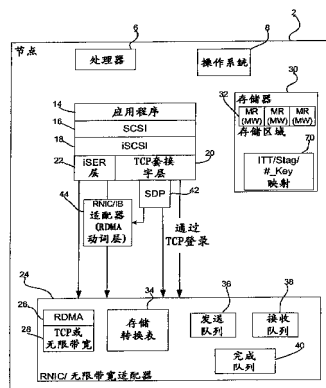 2
节点
6
处理器
8
操作系统
30
存储器
32
MR (MW)
MR (MW)
MR (MW)
存储区域
70
ITT/Stag/
#_Key
映射
14
应用程序
16
SCSI
18
iSCSI
20
22
iSER
层
TCP套接
字层
44
RNIC/IB
适配器
(RDMA
动词层)
SDP
42
通过
TCP登录
24
26
RDMA
28
TCP或
无限带宽
34
存储
转换表
36
发送
队列
38
接收
队列
完成
队列
40
RNIC/无限带宽适配器